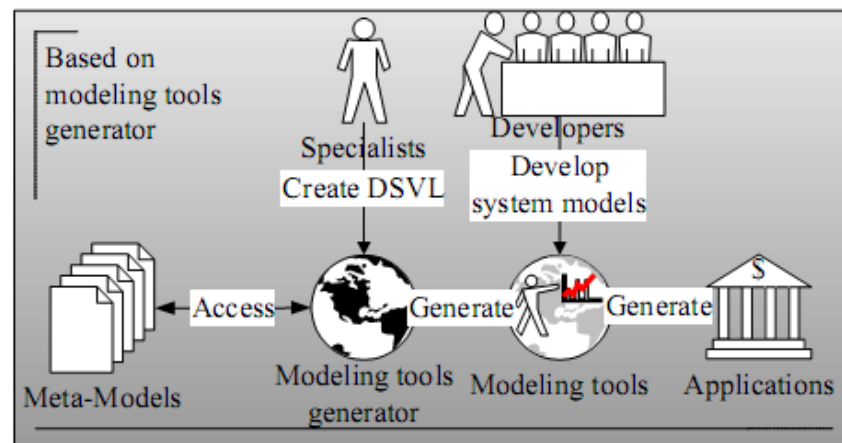 Based on
modeling tools
generator
Specialists
Create DSVL
Developers
Develop
system models
Access
Generate
Generate
$
Meta-Models
Modeling tools
generator
Modeling tools
Applications